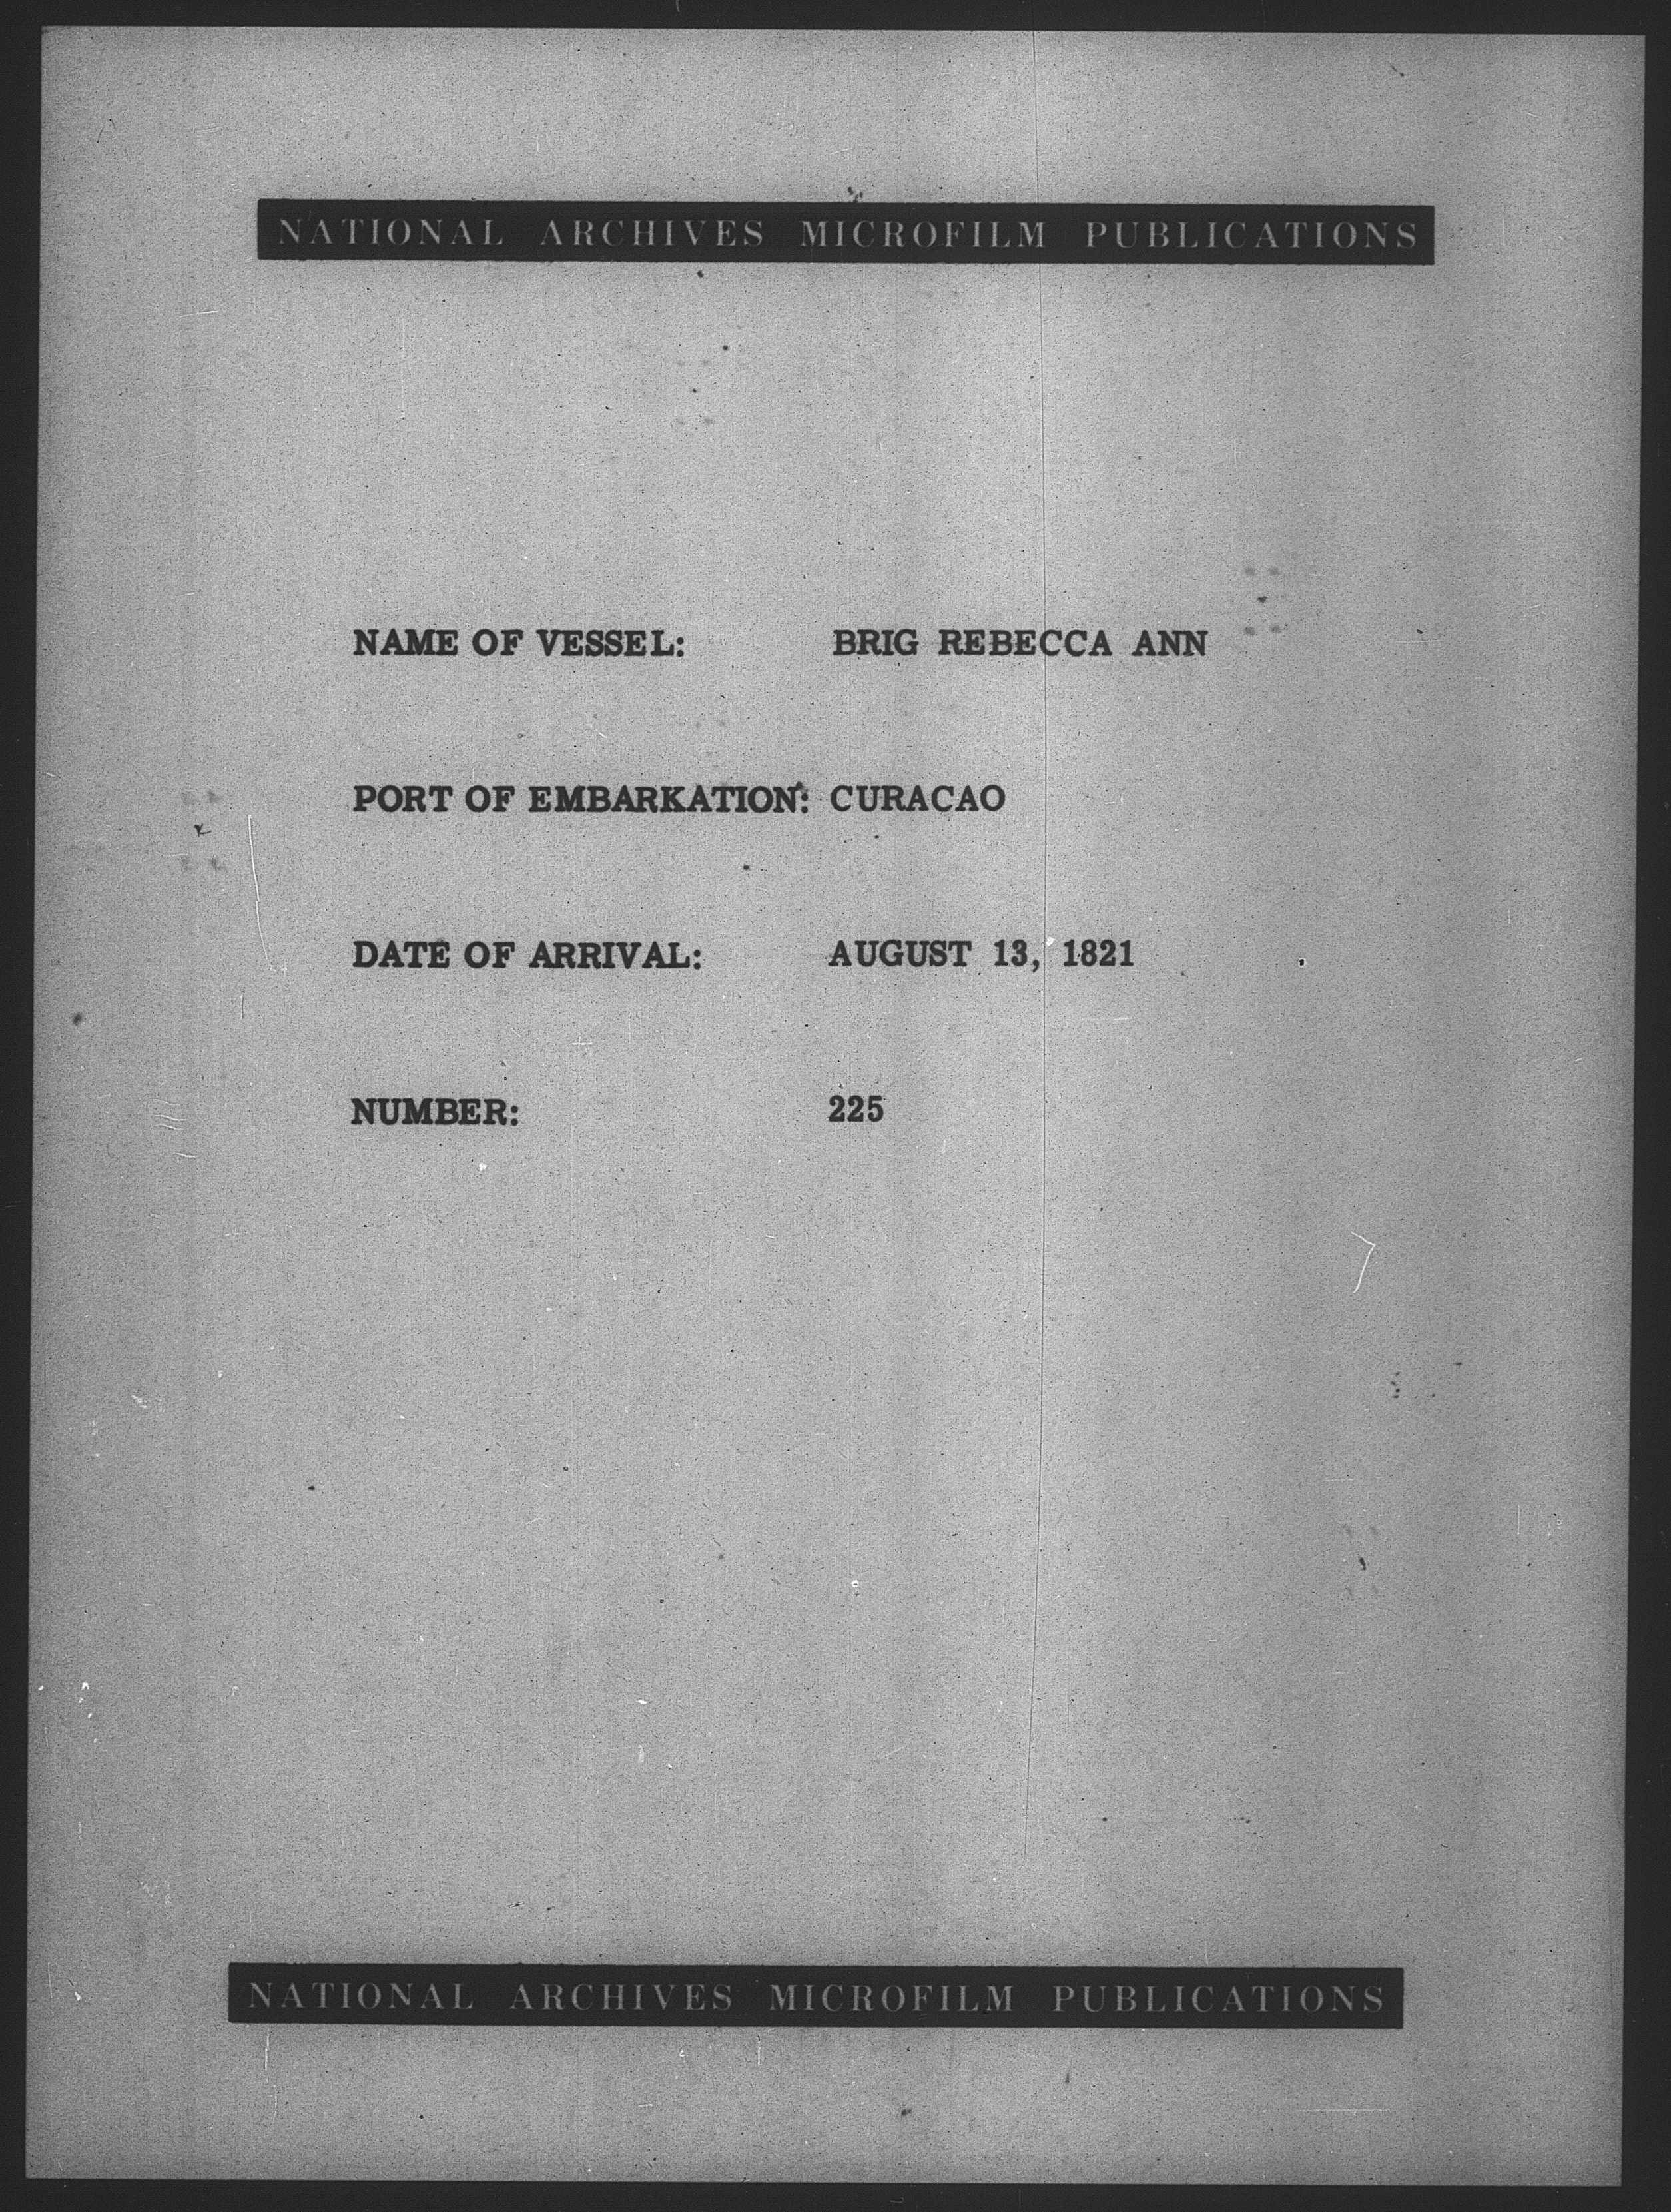 NATIONAL ARCHIVES MICROFILM PUBLICATIONS
NAME OF VESSEL: BRIG REBECCA ANN
PORT OF EMBARKATION: CURACAO
DATE OF ARRIVAL: AUGUST 13, 1821
NUMBER: 225
NATIONAL ARCHIVES MICROFILM PUBLICATIONS